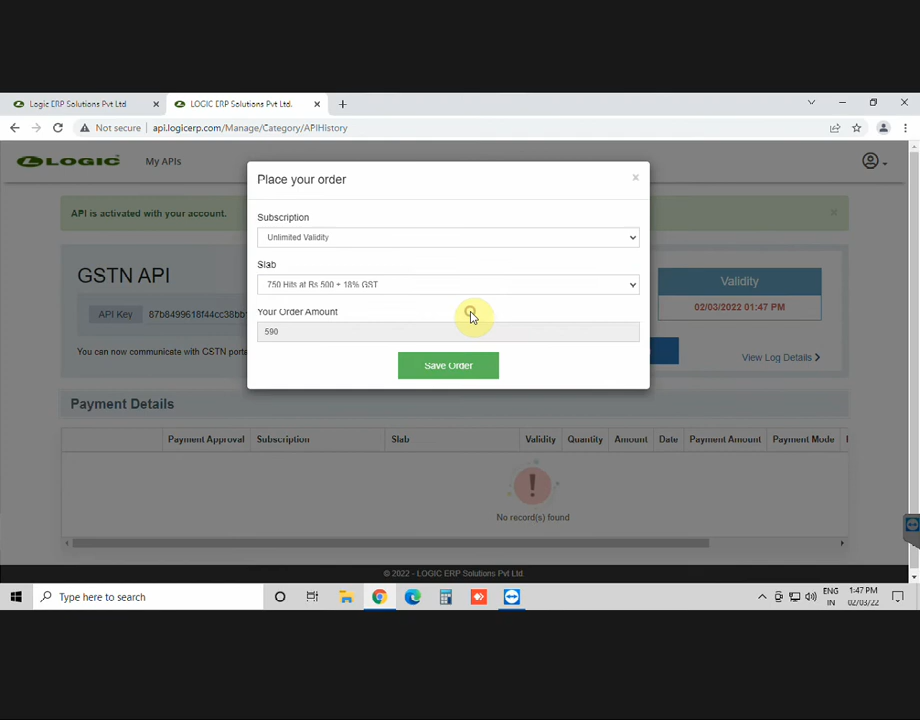 Logic ERP Solutions Pvt Ltd
LOGIC ERP Solutions Pvt Ltd.
Not secure
api.logicerp.com/Manage/Category/APIHistory
LOGIC
My APIs
Place your order
API is activated with your account.
Subscription
Unlimited Validity
GSTN API
Slab
750 Hits at Rs 500 + 18% GST
Validity
02/03/2022 01:47 PM
API Key
Your Order Amount
590
You can now communicate with GSTN porta
View Log Details
Save Order
Payment Details
Payment Approval Subscription Slab Validity Quantity Amount Date Payment Amount Payment Mode
No record(s) found
© 2022 - LOGIC ERP Solutions Pvt Ltd.
Type here to search
ENG
IN
1:47 PM
02/03/22